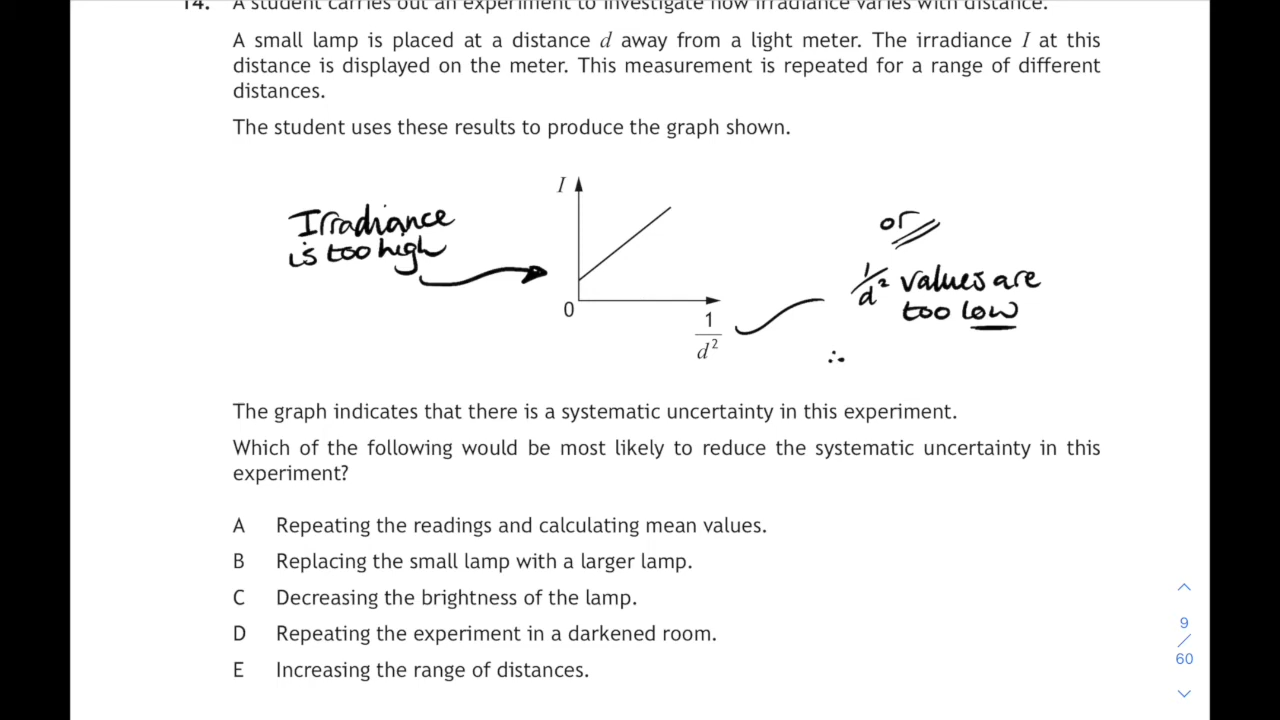 14. A student carries out an experiment to investigate how irradiance varies with distance.
A small lamp is placed at a distance d away from a light meter. The irradiance I at this
distance is displayed on the meter. This measurement is repeated for a range of different
distances.
The student uses these results to produce the graph shown.
I
Irradiance
is too high
or
1/d² values are
too low
0
1
d²
∴
The graph indicates that there is a systematic uncertainty in this experiment.
Which of the following would be most likely to reduce the systematic uncertainty in this
experiment?
A Repeating the readings and calculating mean values.
B Replacing the small lamp with a larger lamp.
C Decreasing the brightness of the lamp.
D Repeating the experiment in a darkened room.
E Increasing the range of distances.
9
/
60